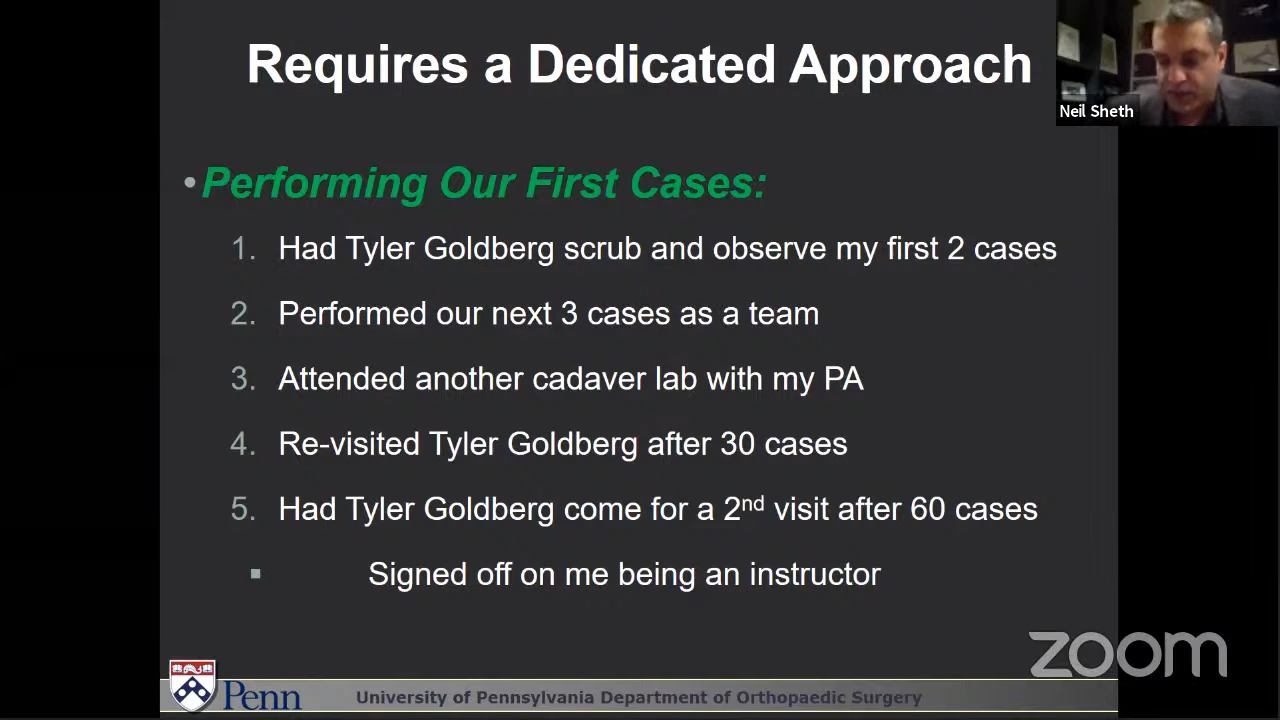 Requires a Dedicated Approach
Neil Sheth
•Performing Our First Cases:
1. Had Tyler Goldberg scrub and observe my first 2 cases
2. Performed our next 3 cases as a team
3. Attended another cadaver lab with my PA
4. Re-visited Tyler Goldberg after 30 cases
5. Had Tyler Goldberg come for a 2nd visit after 60 cases
▪ Signed off on me being an instructor
zoom
Penn University of Pennsylvania Department of Orthopaedic Surgery